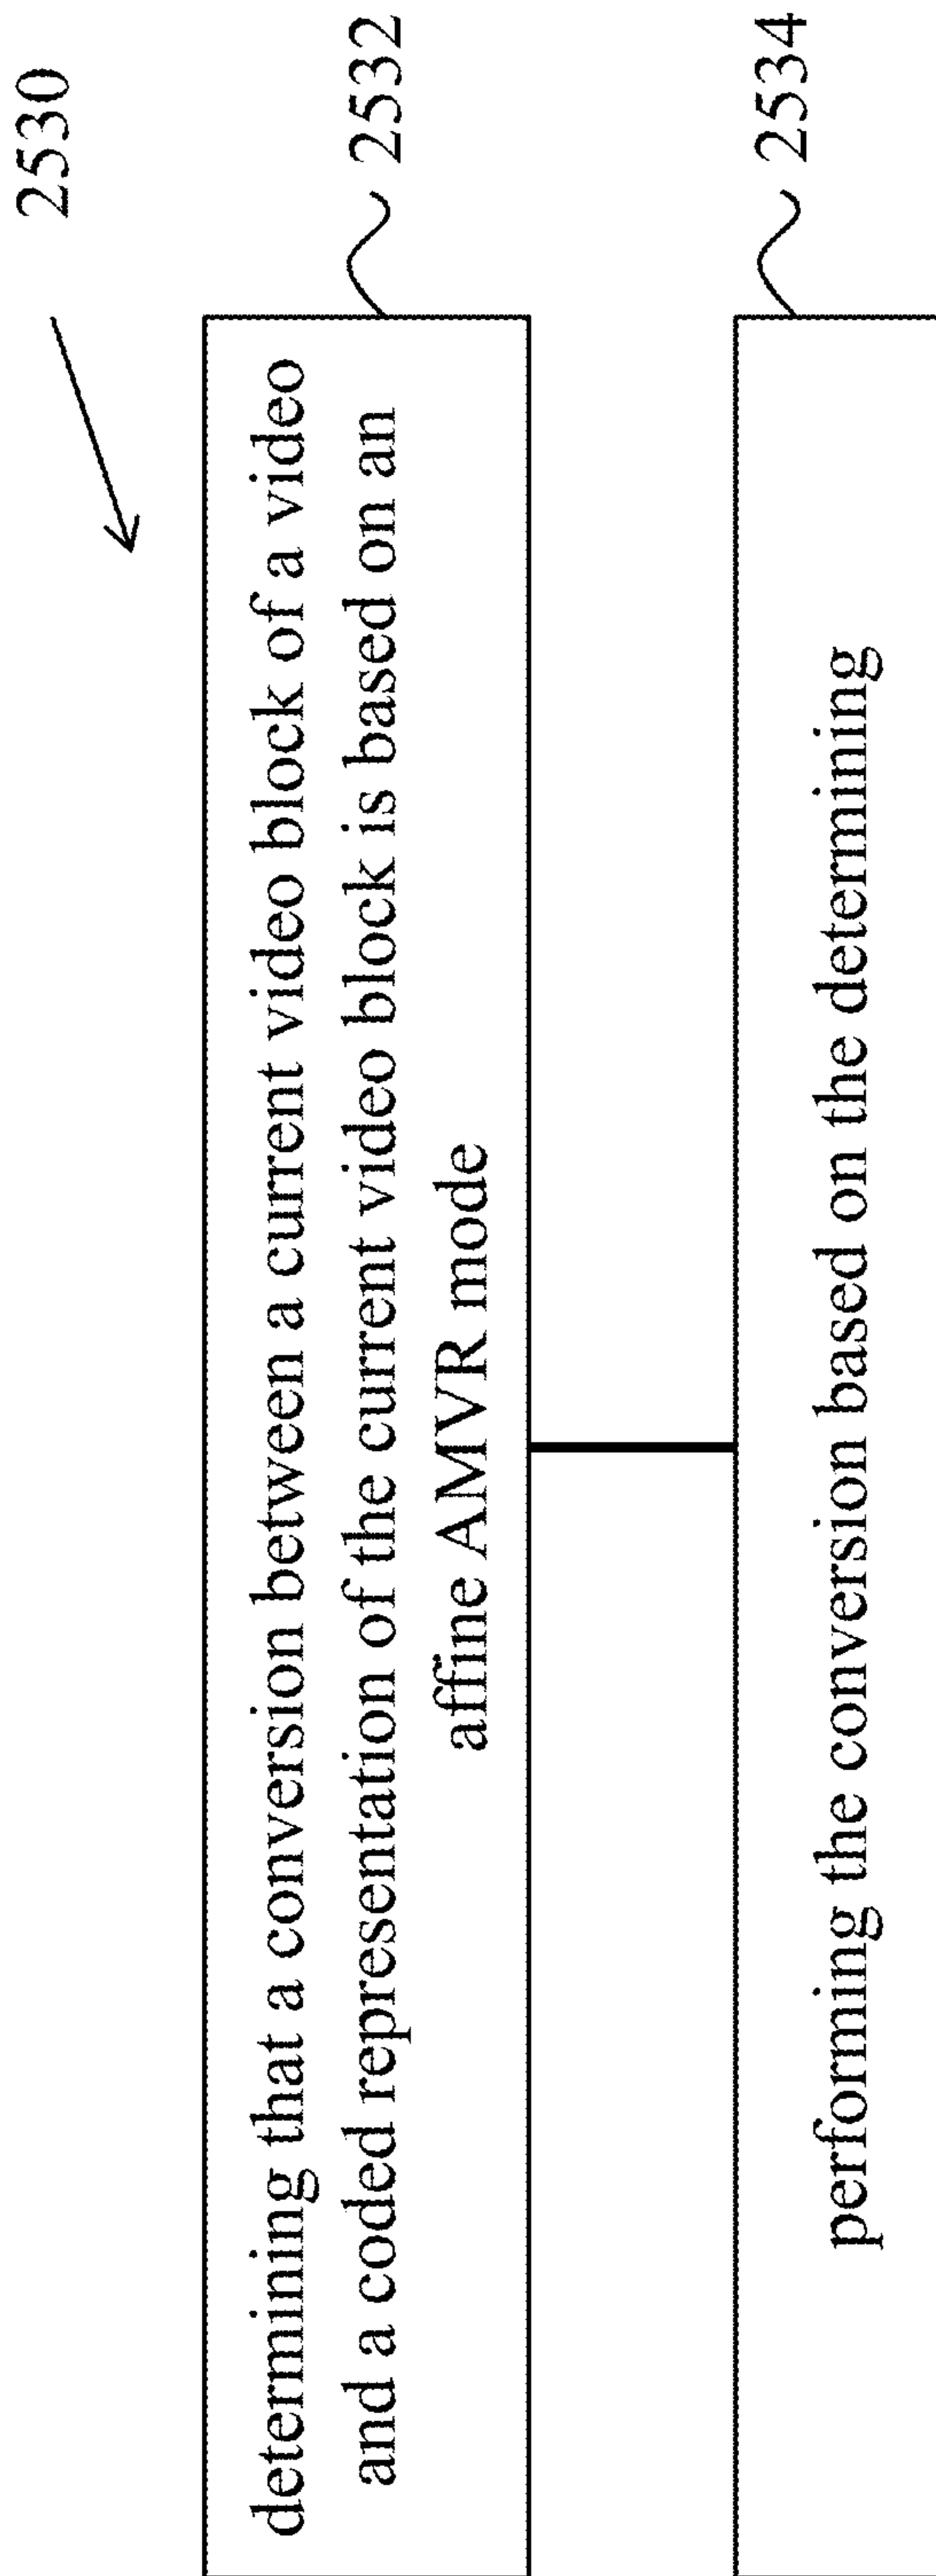 2530
determining that a conversion between a current video block of a video
and a coded representation of the current video block is based on an
affine AMVR mode
2532
performing the conversion based on the determining
2534